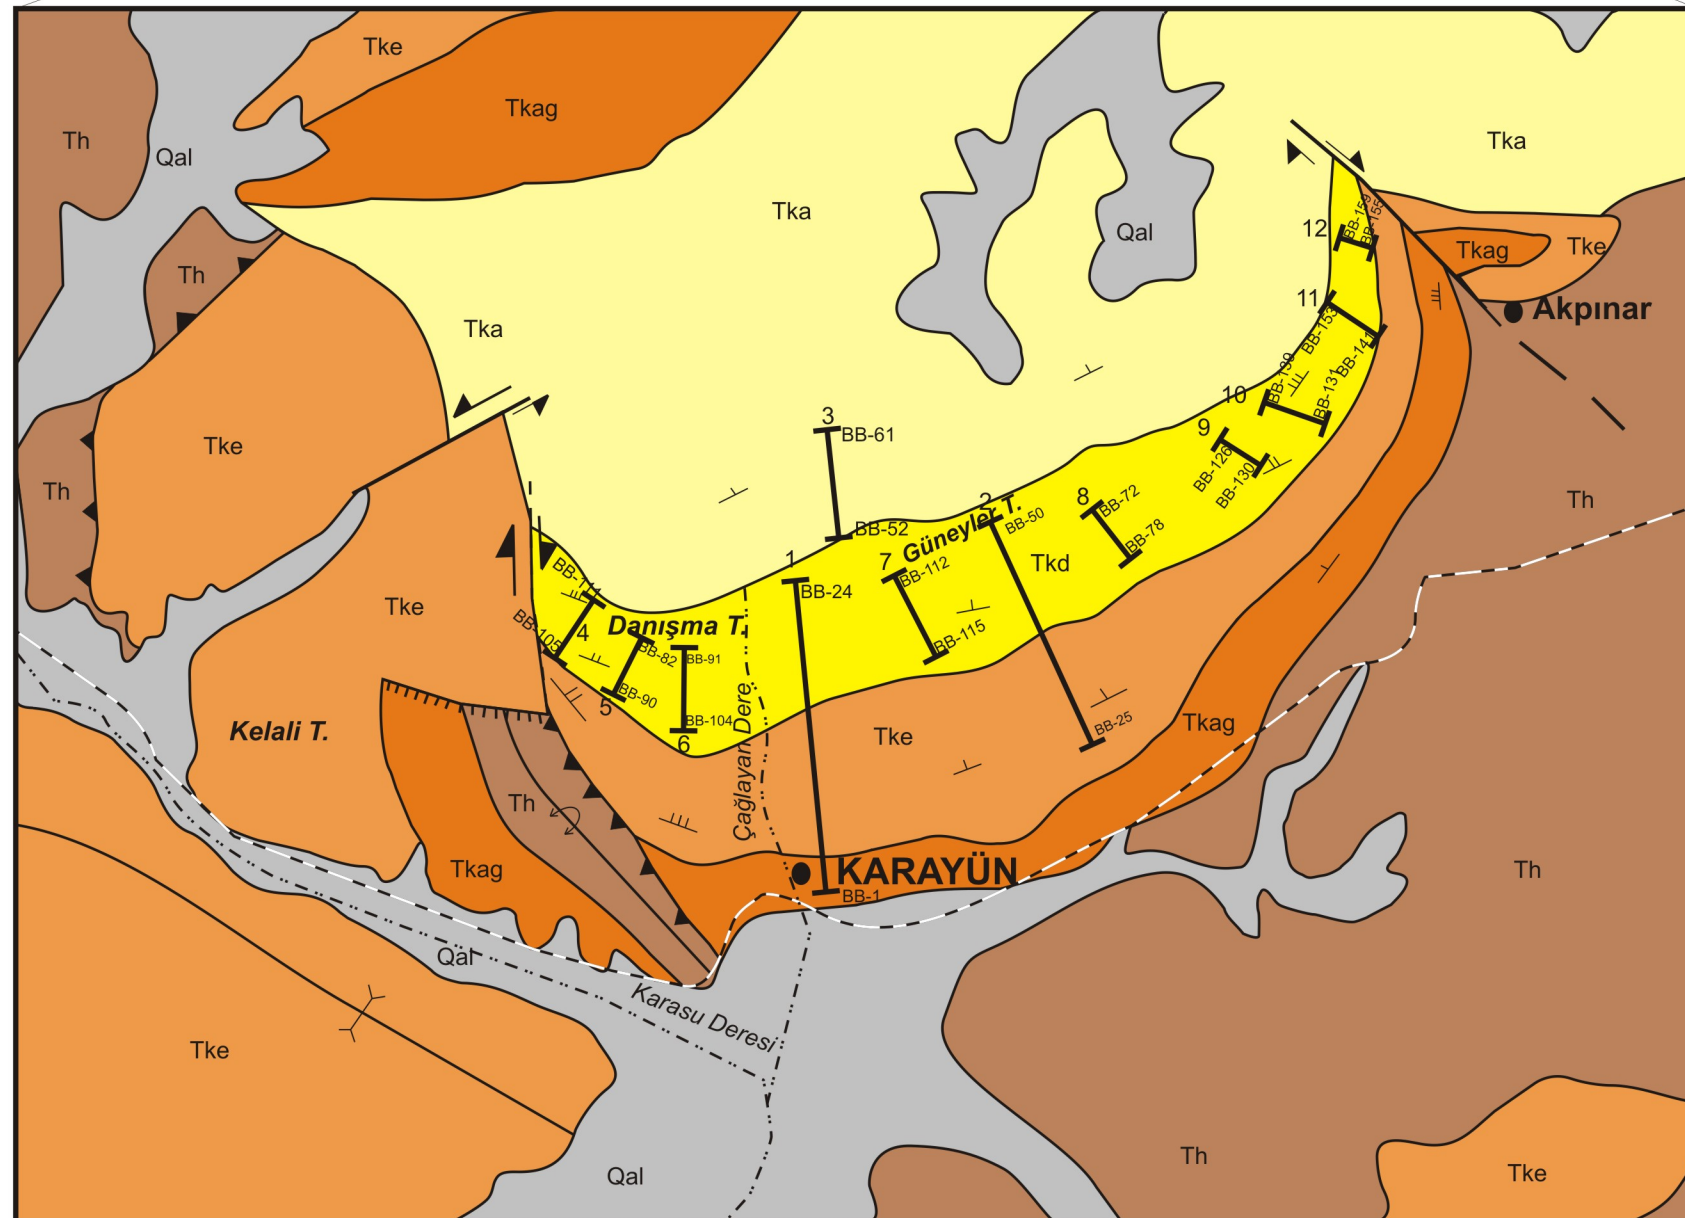 Tke
Tkag
Th
Qal
Tka
Tka
Qal
Th
12
BB-159
BB-155
Tkag
Tke
11
BB-153
BB-141
Akpınar
Tka
Tke
10
BB-139
BB-131
9
BB-126
BB-130
3
BB-61
BB-52
Th
Th
2
BB-50
Güneyler T.
8
BB-72
BB-78
Tkd
1
BB-24
7
BB-112
BB-115
Tke
BB-111
BB-105
4
Danışma T.
BB-82
BB-90
5
BB-91
BB-104
6
Çağlayan Dere
Kelali T.
Tke
BB-25
Tkag
Th
Tkag
KARAYÜN
BB-1
Th
Qal
Karasu Deresi
Tke
Qal
Th
Tke